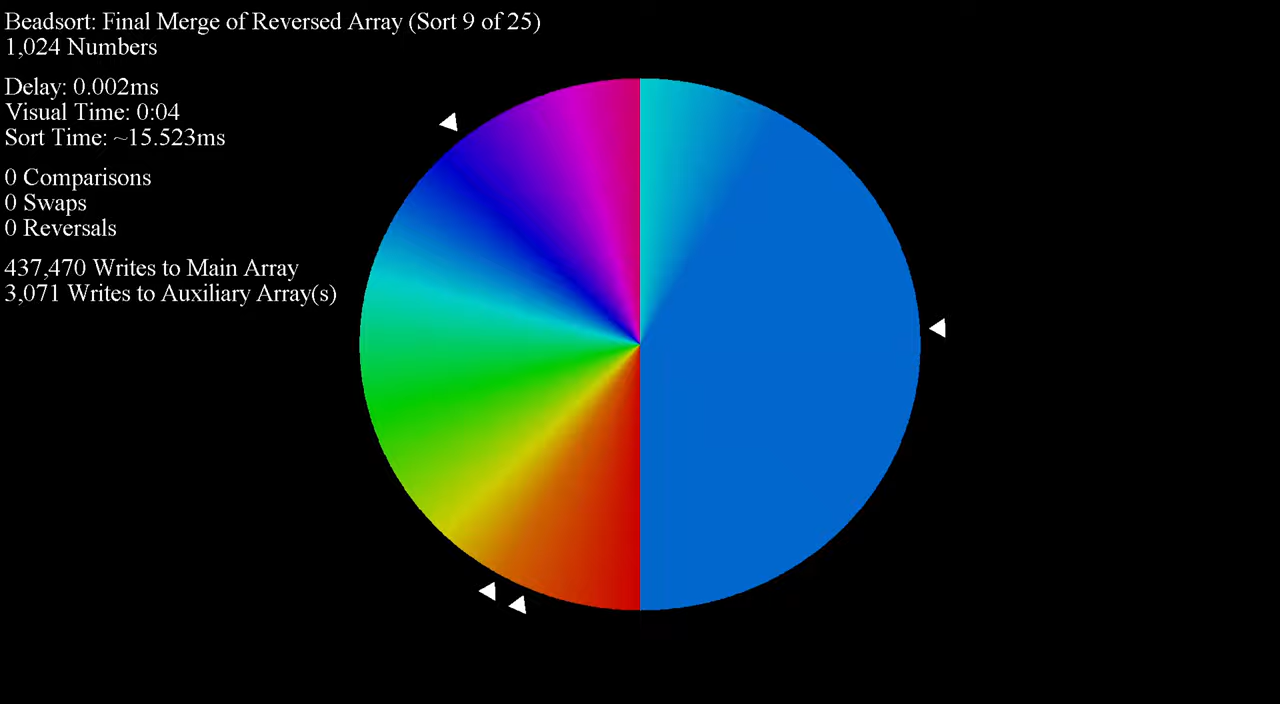 Beadsort: Final Merge of Reversed Array (Sort 9 of 25)
1,024 Numbers
Delay: 0.002ms
Visual Time: 0:04
Sort Time: ~15.523ms
0 Comparisons
0 Swaps
0 Reversals
437,470 Writes to Main Array
3,071 Writes to Auxiliary Array(s)